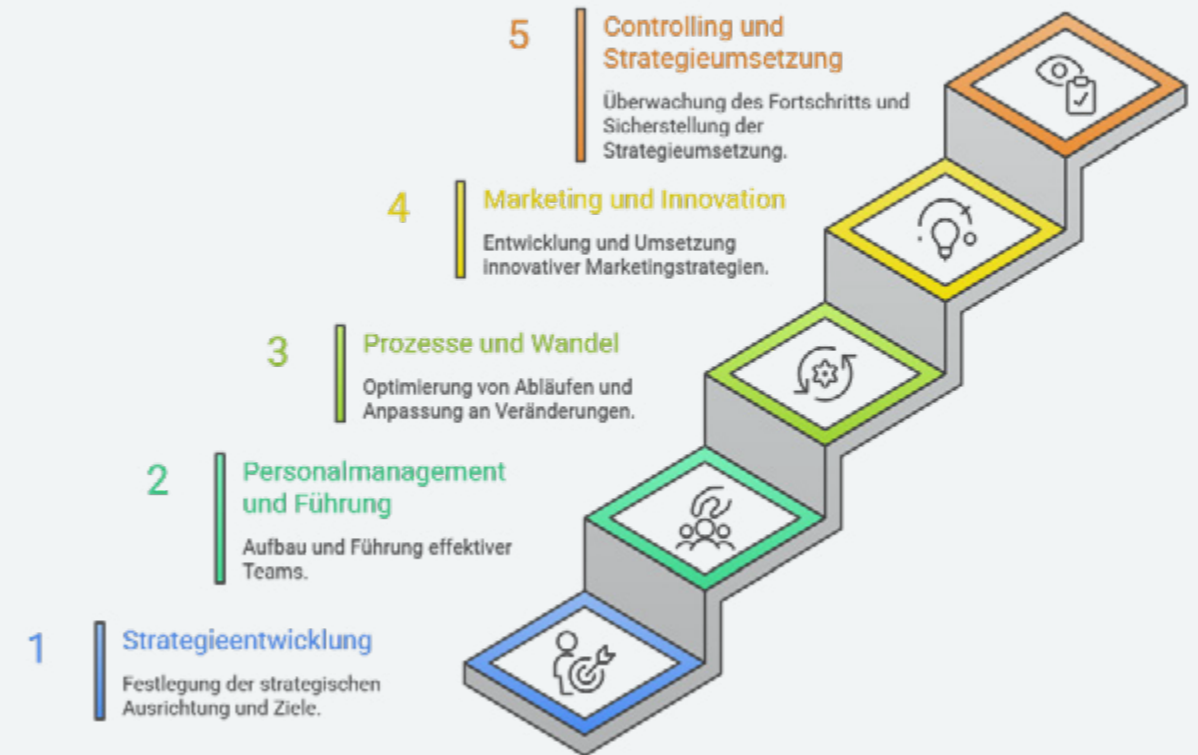 5
Controlling und
Strategieumsetzung
Überwachung des Fortschritts und
Sicherstellung der
Strategieumsetzung.
4
Marketing und Innovation
Entwicklung und Umsetzung
innovativer Marketingstrategien.
3
Prozesse und Wandel
Optimierung von Abläufen und
Anpassung an Veränderungen.
2
Personalmanagement
und Führung
Aufbau und Führung effektiver
Teams.
1
Strategieentwicklung
Festlegung der strategischen
Ausrichtung und Ziele.